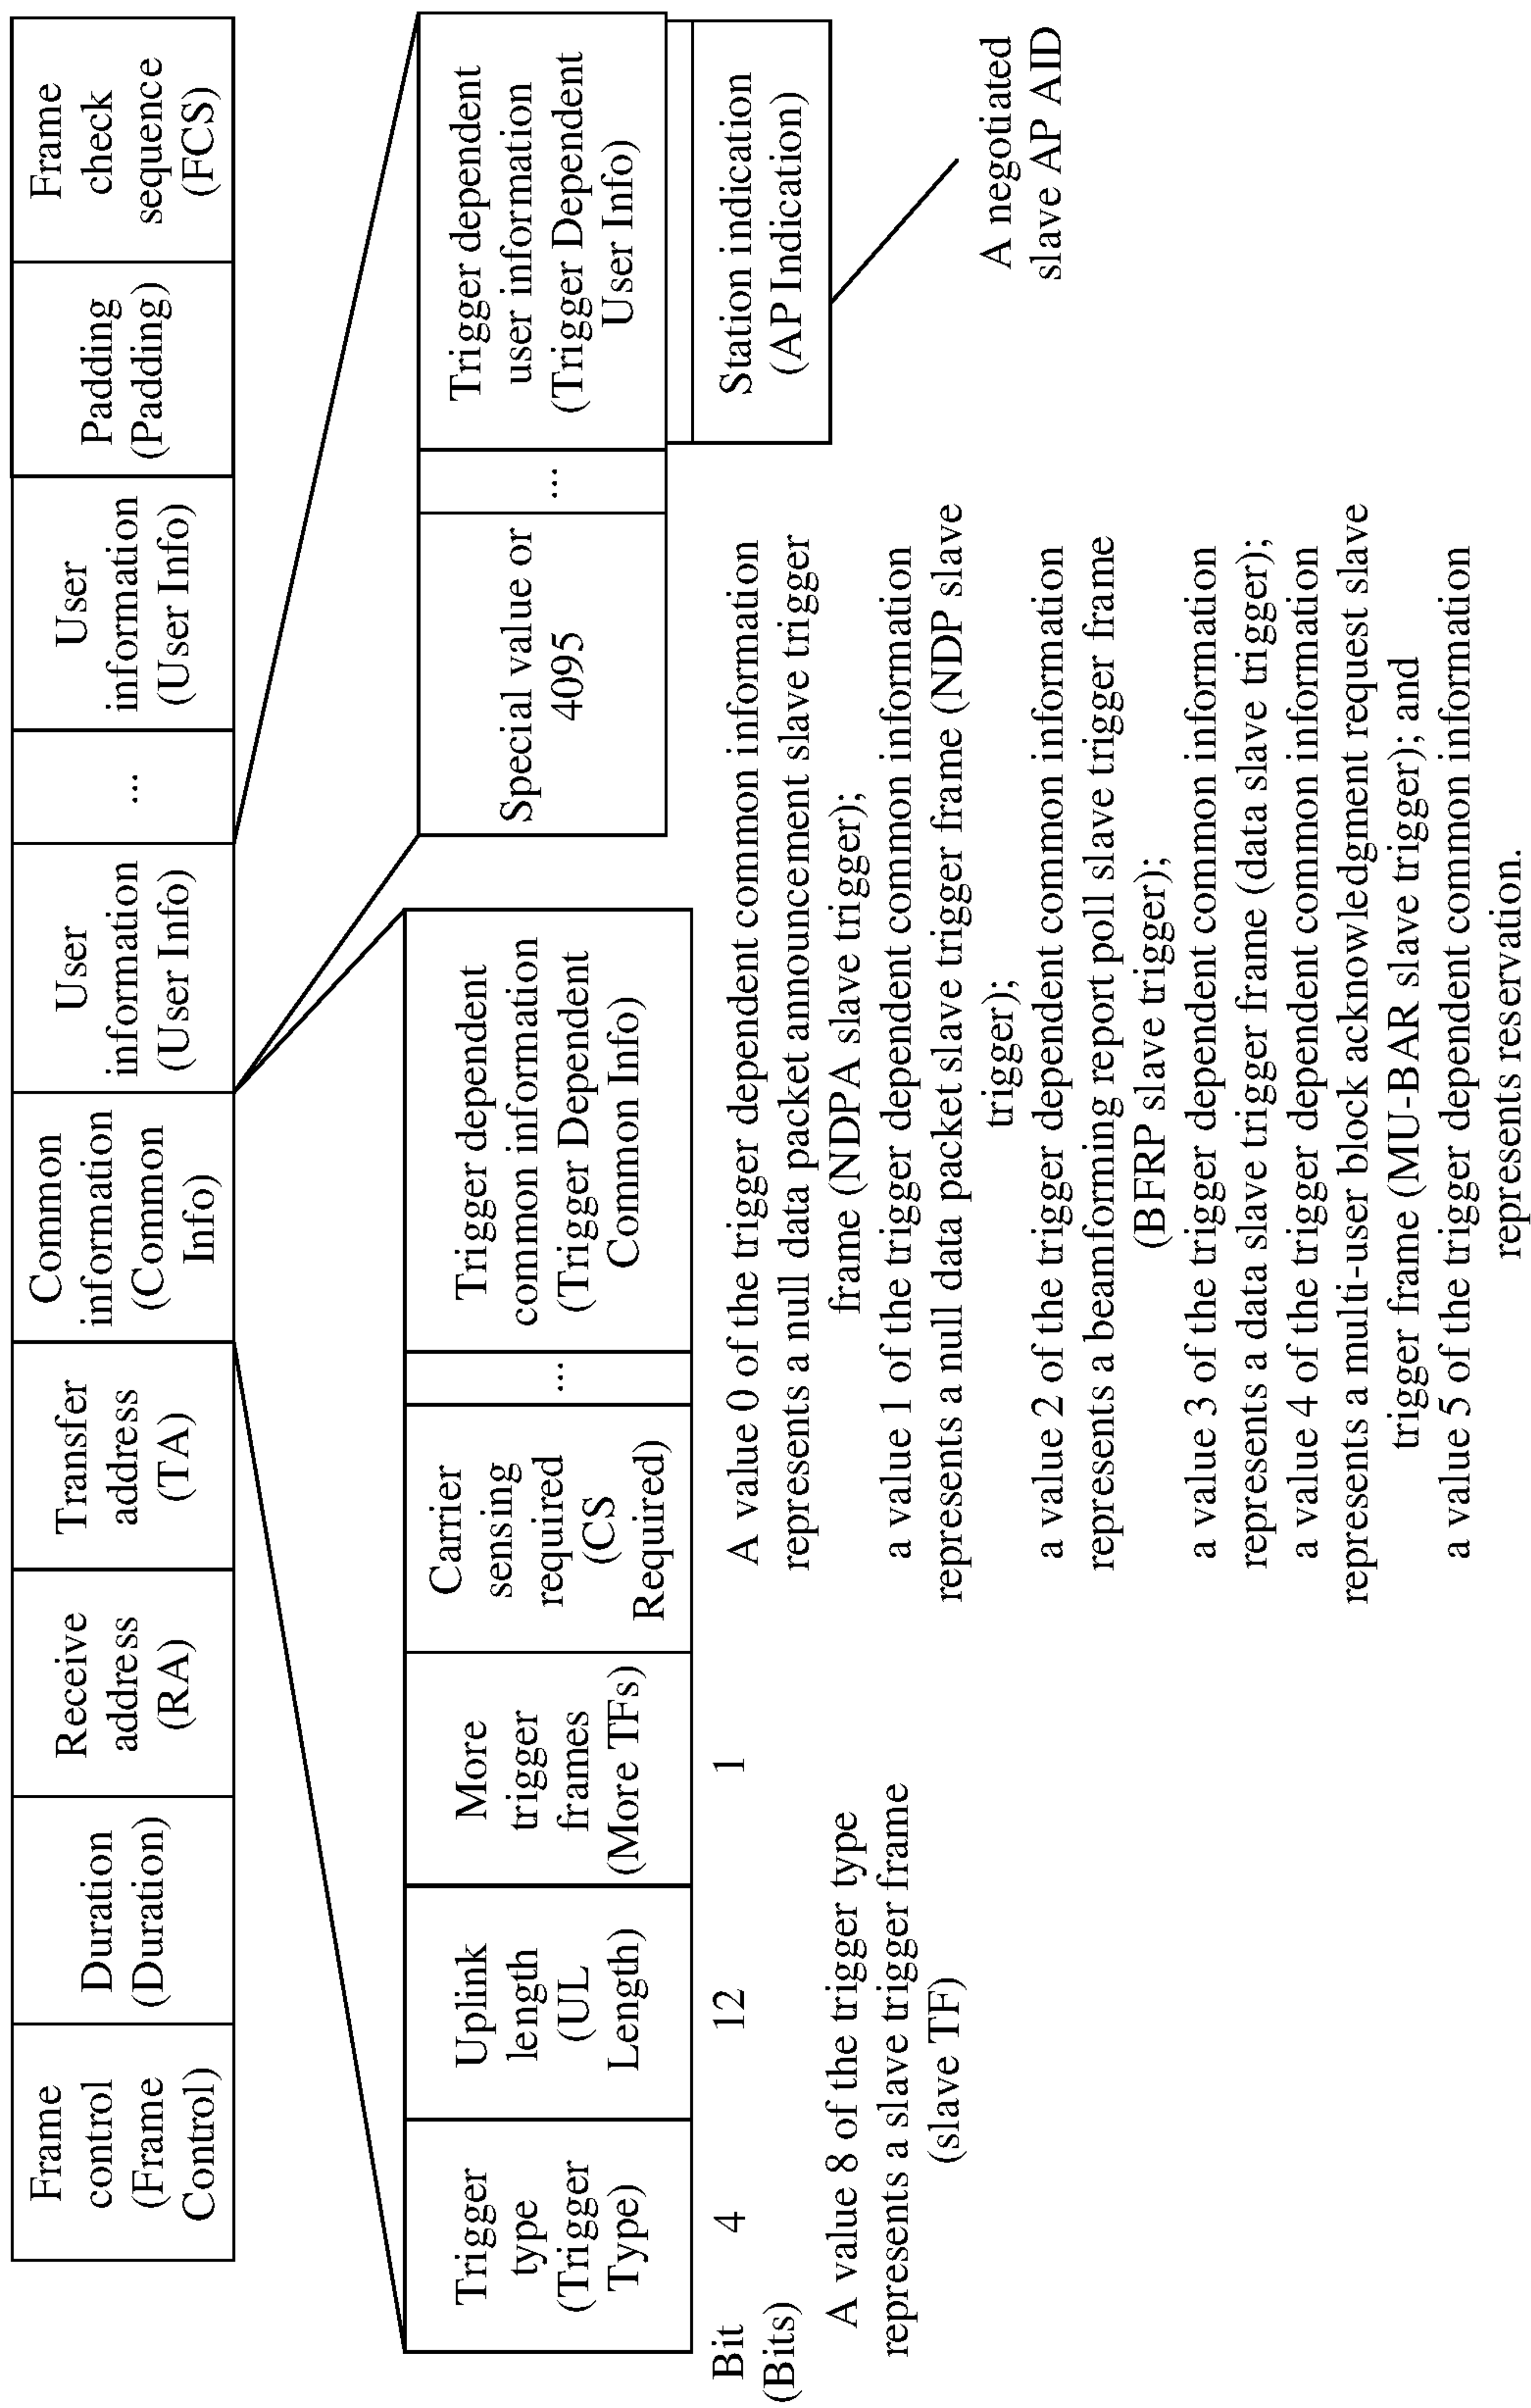 Frame
control
(Frame
Control)
Duration
(Duration)
Receive
address
(RA)
Transfer
address
(TA)
Common
information
(Common
Info)
User
information
(User Info)
...
User
information
(User Info)
Padding
(Padding)
Frame
check
sequence
(FCS)
Trigger
type
(Trigger
Type)
Uplink
length
(UL
Length)
More
trigger
frames
(More TFs)
Carrier
sensing
required
(CS
Required)
...
Trigger dependent
common information
(Trigger Dependent
Common Info)
Special value or
4095
...
Trigger dependent
user information
(Trigger Dependent
User Info)
Station indication
(AP Indication)
A negotiated
slave AP AID
Bit
(Bits)
4
12
1
A value 8 of the trigger type
represents a slave trigger frame
(slave TF)
A value 0 of the trigger dependent common information
represents a null data packet announcement slave trigger
frame (NDPA slave trigger);
a value 1 of the trigger dependent common information
represents a null data packet slave trigger frame (NDP slave
trigger);
a value 2 of the trigger dependent common information
represents a beamforming report poll slave trigger frame
(BFRP slave trigger);
a value 3 of the trigger dependent common information
represents a data slave trigger frame (data slave trigger);
a value 4 of the trigger dependent common information
represents a multi-user block acknowledgment request slave
trigger frame (MU-BAR slave trigger); and
a value 5 of the trigger dependent common information
represents reservation.